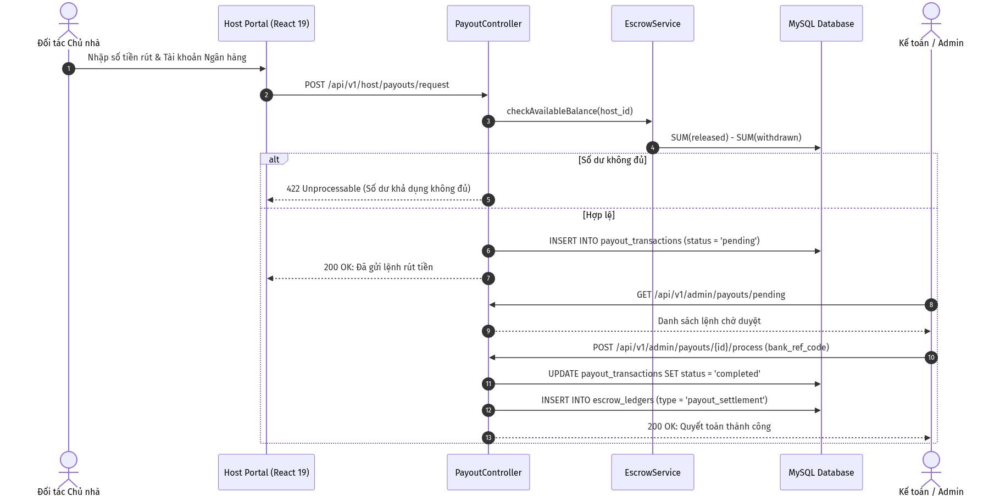 Đối tác Chủ nhà
Host Portal (React 19)
PayoutController
EscrowService
MySQL Database
Kế toán / Admin
Nhập số tiền rút & Tài khoản Ngân hàng
1
POST /api/v1/host/payouts/request
2
checkAvailableBalance(host_id)
3
SUM(released) - SUM(withdrawn)
4
alt
[Số dư không đủ]
422 Unprocessable (Số dư khả dụng không đủ)
5
[Hợp lệ]
INSERT INTO payout_transactions (status = 'pending')
6
200 OK: Đã gửi lệnh rút tiền
7
GET /api/v1/admin/payouts/pending
8
Danh sách lệnh chờ duyệt
9
POST /api/v1/admin/payouts/{id}/process (bank_ref_code)
10
UPDATE payout_transactions SET status = 'completed'
11
INSERT INTO escrow_ledgers (type = 'payout_settlement')
12
200 OK: Quyết toán thành công
13
Đối tác Chủ nhà
Host Portal (React 19)
PayoutController
EscrowService
MySQL Database
Kế toán / Admin